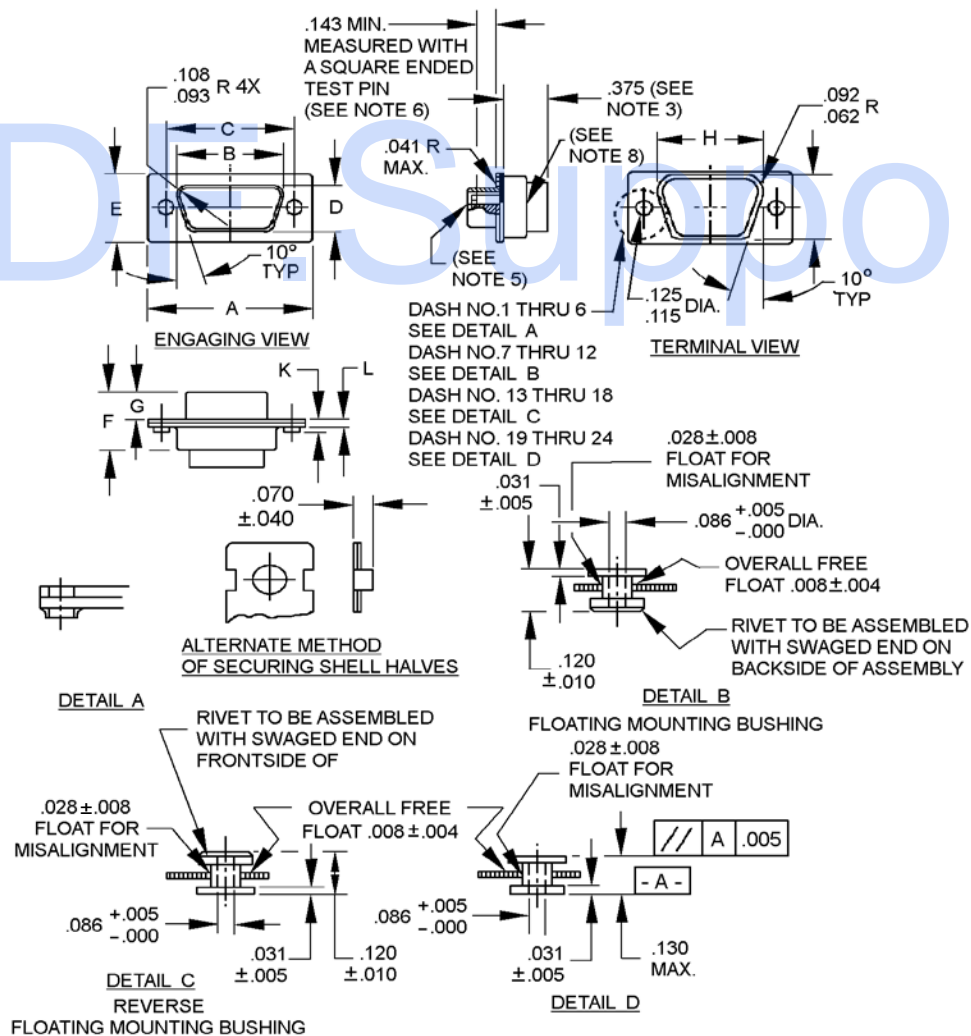 .143 MIN.
MEASURED WITH
A SQUARE ENDED
TEST PIN
(SEE NOTE 6)
.108
.093 R 4X
C
B
E
D
10° TYP
A
ENGAGING VIEW
.375 (SEE
NOTE 3)
(SEE
NOTE 8)
.041 R
MAX.
(SEE
NOTE 5)
.092
.062 R
H
.125
.115 DIA.
10°
TYP
TERMINAL VIEW
DF.Suppo
DASH NO.1 THRU 6
SEE DETAIL A
DASH NO.7 THRU 12
SEE DETAIL B
DASH NO. 13 THRU 18
SEE DETAIL C
DASH NO. 19 THRU 24
SEE DETAIL D
K
L
F
G
.070
±.040
ALTERNATE METHOD
OF SECURING SHELL HALVES
DETAIL A
.028±.008
FLOAT FOR
MISALIGNMENT
.031
±.005
.086 +.005 -.000 DIA.
OVERALL FREE
FLOAT .008±.004
RIVET TO BE ASSEMBLED
WITH SWAGED END ON
BACKSIDE OF ASSEMBLY
.120
±.010
DETAIL B
FLOATING MOUNTING BUSHING
RIVET TO BE ASSEMBLED
WITH SWAGED END ON
FRONTSIDE OF
.028±.008
FLOAT FOR
MISALIGNMENT
OVERALL FREE
FLOAT .008±.004
.028±.008
FLOAT FOR
MISALIGNMENT
// A .005
- A -
.086 +.005 -.000
.031
±.005
.120
±.010
DETAIL C
REVERSE
FLOATING MOUNTING BUSHING
.086 +.005 -.000
.031
±.005
.130
MAX.
DETAIL D